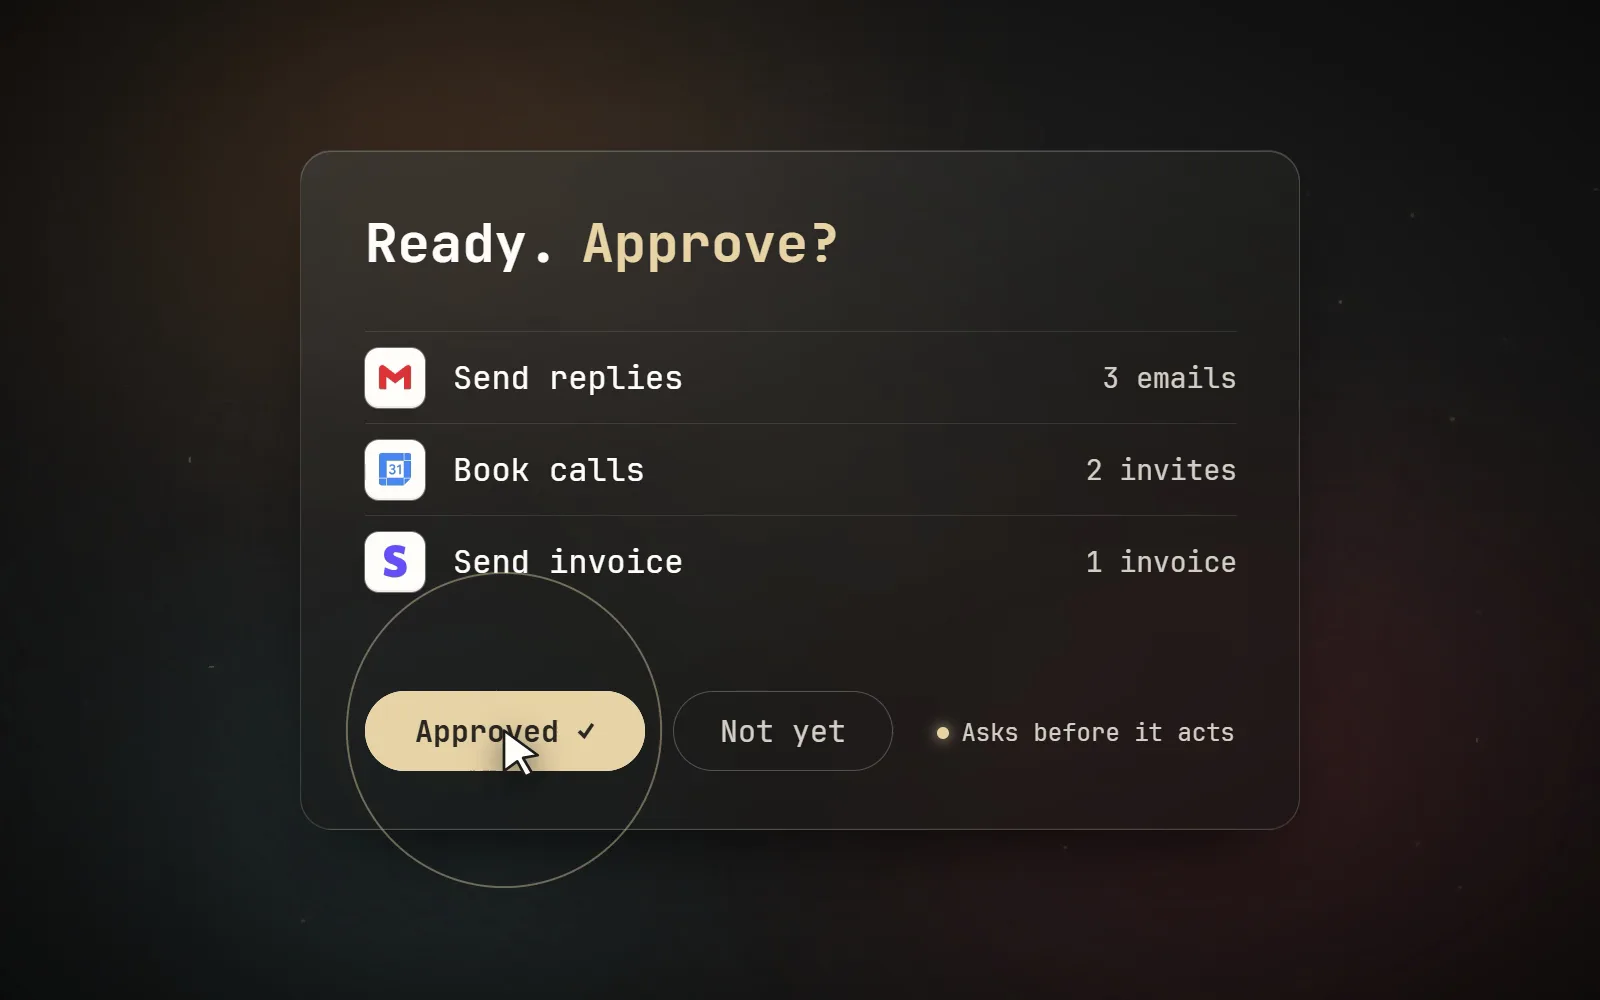 Ready. Approve?
Send replies 3 emails
31
Book calls 2 invites
S
Send invoice 1 invoice
Approved ✓
Not yet
Asks before it acts